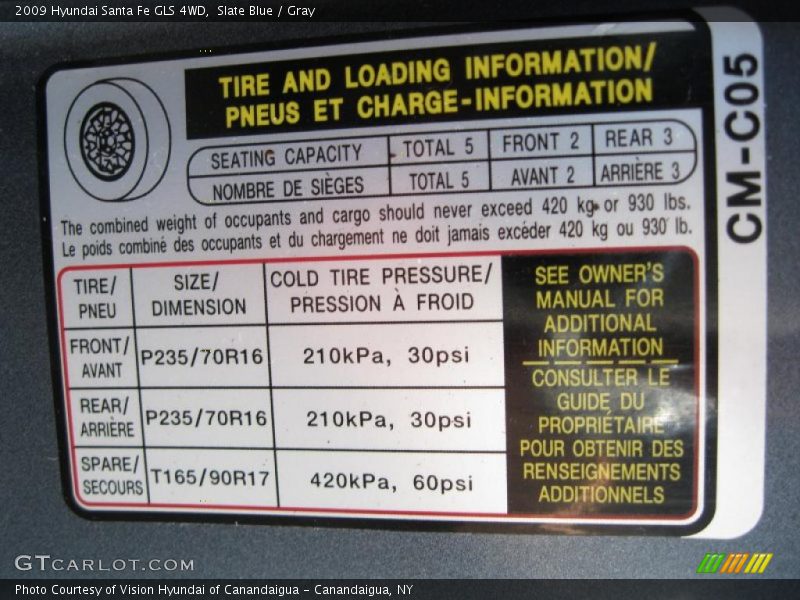 2009 Hyundai Santa Fe GLS 4WD, Slate Blue / Gray
TIRE AND LOADING INFORMATION/
PNEUS ET CHARGE-INFORMATION
SEATING CAPACITY TOTAL 5 FRONT 2 REAR 3
NOMBRE DE SIÈGES TOTAL 5 AVANT 2 ARRIÈRE 3
The combined weight of occupants and cargo should never exceed 420 kg or 930 lbs.
Le poids combiné des occupants et du chargement ne doit jamais excéder 420 kg ou 930 lb.
TIRE/
PNEU
SIZE/
DIMENSION
COLD TIRE PRESSURE/
PRESSION À FROID
FRONT/
AVANT
P235/70R16
210kPa, 30psi
REAR/
ARRIÈRE
P235/70R16
210kPa, 30psi
SPARE/
SECOURS
T165/90R17
420kPa, 60psi
SEE OWNER'S
MANUAL FOR
ADDITIONAL
INFORMATION
CONSULTER LE
GUIDE DU
PROPRIÉTAIRE
POUR OBTENIR DES
RENSEIGNEMENTS
ADDITIONNELS
CM-C05
GTCARLOT.COM
Photo Courtesy of Vision Hyundai of Canandaigua - Canandaigua, NY